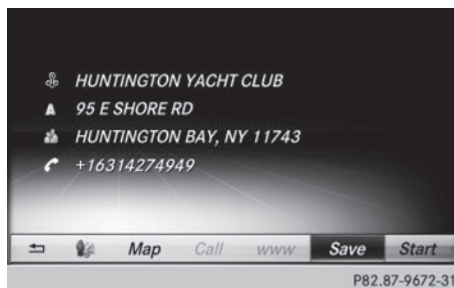 HUNTINGTON YACHT CLUB
95 E SHORE RD
HUNTINGTON BAY, NY 11743
+16314274949
Map Call www Save Start
P82.87-9672-31